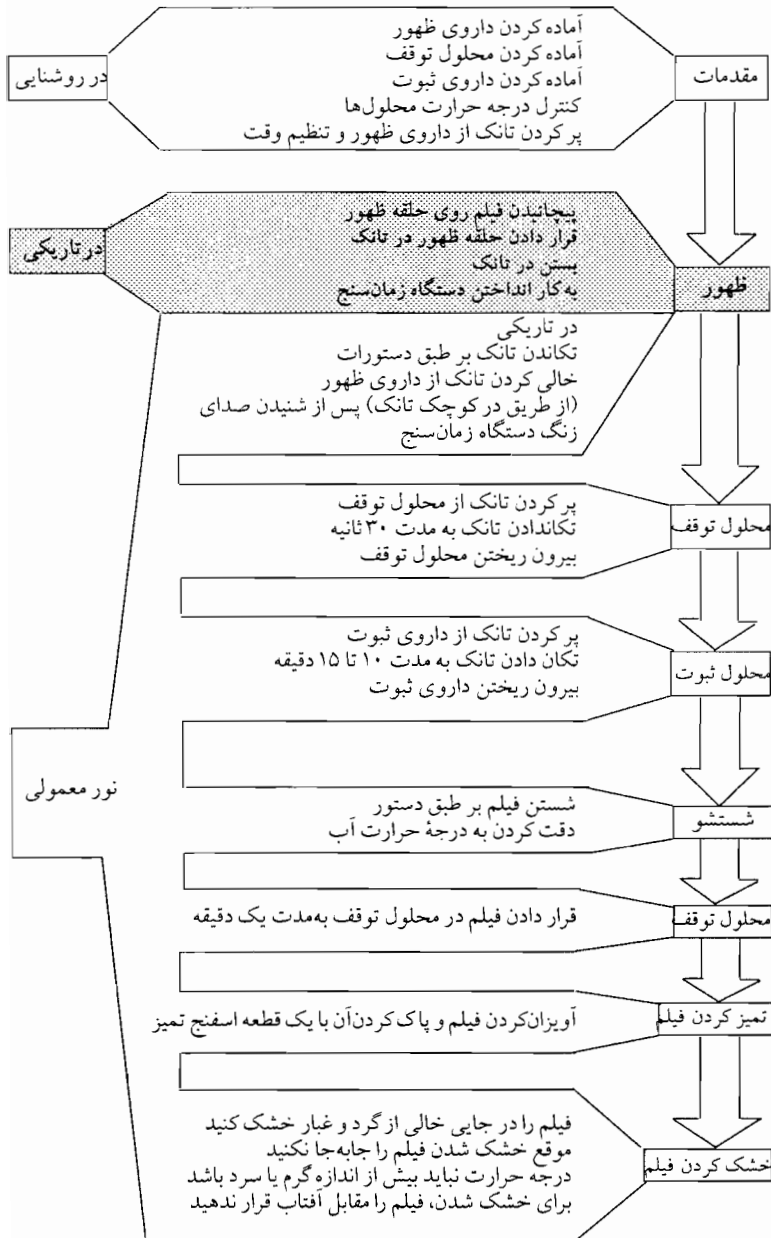 مقدمات
آماده کردن داروی ظهور
آماده کردن محلول توقف
آماده کردن داروی ثبوت
کنترل درجه حرارت محلول‌ها
پر کردن تانک از داروی ظهور و تنظیم وقت
در روشنایی
ظهور
پیچانیدن فیلم روی حلقه ظهور
قرار دادن حلقه ظهور در تانک
بستن در تانک
به کار انداختن دستگاه زمان‌سنج
در تاریکی
در تاریکی
تکاندن تانک بر طبق دستورات
خالی کردن تانک از داروی ظهور
(از طریق در کوچک تانک) پس از شنیدن صدای
زنگ دستگاه زمان‌سنج
محلول توقف
پر کردن تانک از محلول توقف
تکاندادن تانک به مدت ۳۰ ثانیه
بیرون ریختن محلول توقف
محلول ثبوت
پر کردن تانک از داروی ثبوت
تکان دادن تانک به مدت ۱۰ تا ۱۵ دقیقه
بیرون ریختن داروی ثبوت
نور معمولی
شستشو
شستن فیلم بر طبق دستور
دقت کردن به درجهٔ حرارت آب
محلول توقف
قرار دادن فیلم در محلول توقف به‌مدت یک دقیقه
تمیز کردن فیلم
آویزان‌کردن فیلم و پاک کردن‌آن با یک قطعه اسفنج تمیز
خشک کردن فیلم
فیلم را در جایی خالی از گرد و غبار خشک کنید
موقع خشک شدن فیلم را جابه‌جا نکنید
درجه حرارت نباید بیش از اندازه گرم یا سرد باشد
برای خشک شدن، فیلم را مقابل آفتاب قرار ندهید